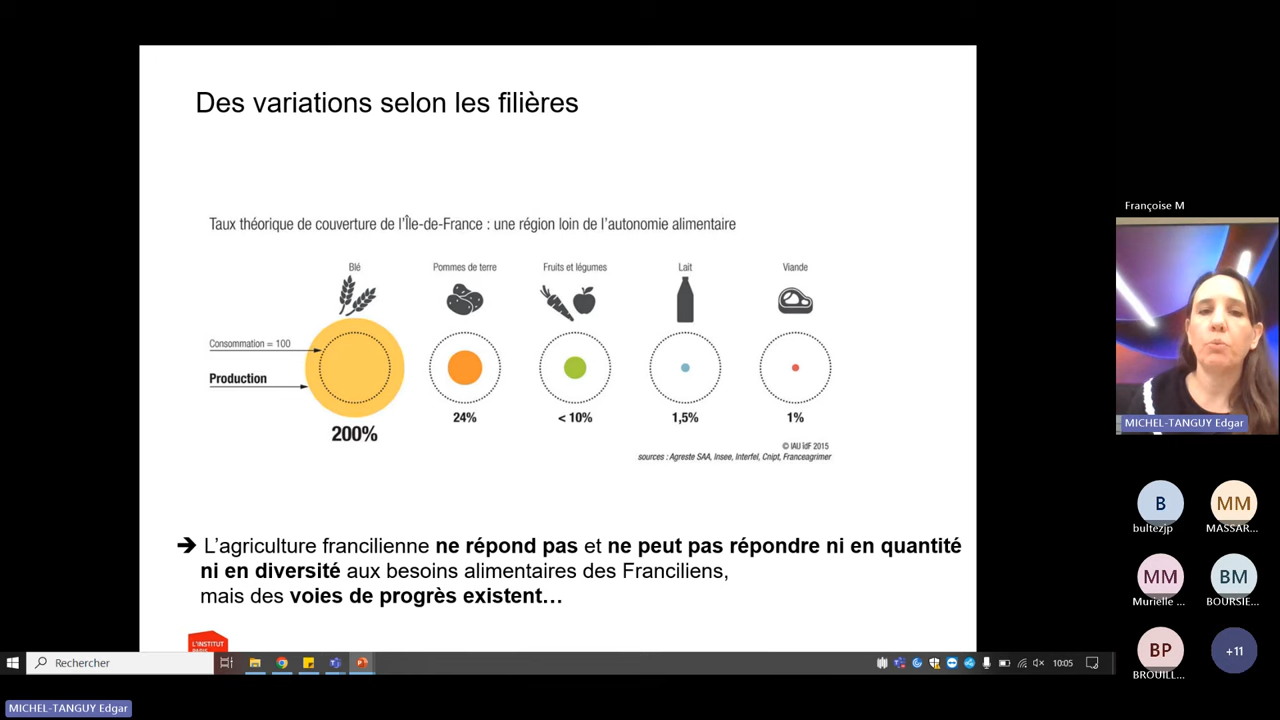 Des variations selon les filières
Taux théorique de couverture de l'Île-de-France : une région loin de l'autonomie alimentaire
Blé
Pommes de terre
Fruits et légumes
Lait
Viande
Consommation = 100
Production
200%
24%
< 10%
1,5%
1%
© IAU îdF 2015
sources : Agreste SAA, Insee, Interfel, Cnipt, Franceagrimer
➔ L'agriculture francilienne ne répond pas et ne peut pas répondre ni en quantité
ni en diversité aux besoins alimentaires des Franciliens,
mais des voies de progrès existent…
L'INSTITUT
PARIS
Rechercher
10:05
MICHEL-TANGUY Edgar
Françoise M
MICHEL-TANGUY Edgar
B
bultezjp
MM
MASSAR...
MM
Murielle ...
BM
BOURSIE...
BP
BROUILL...
+11